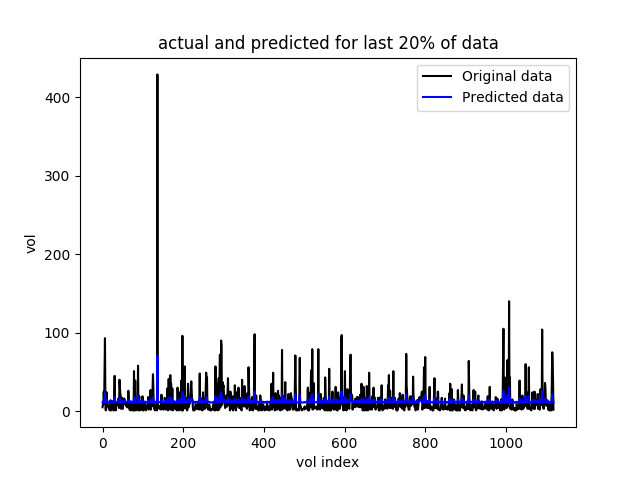 actual and predicted for last 20% of data
Original data
Predicted data
400
300
200
100
0
vol
0
200
400
600
800
1000
vol index